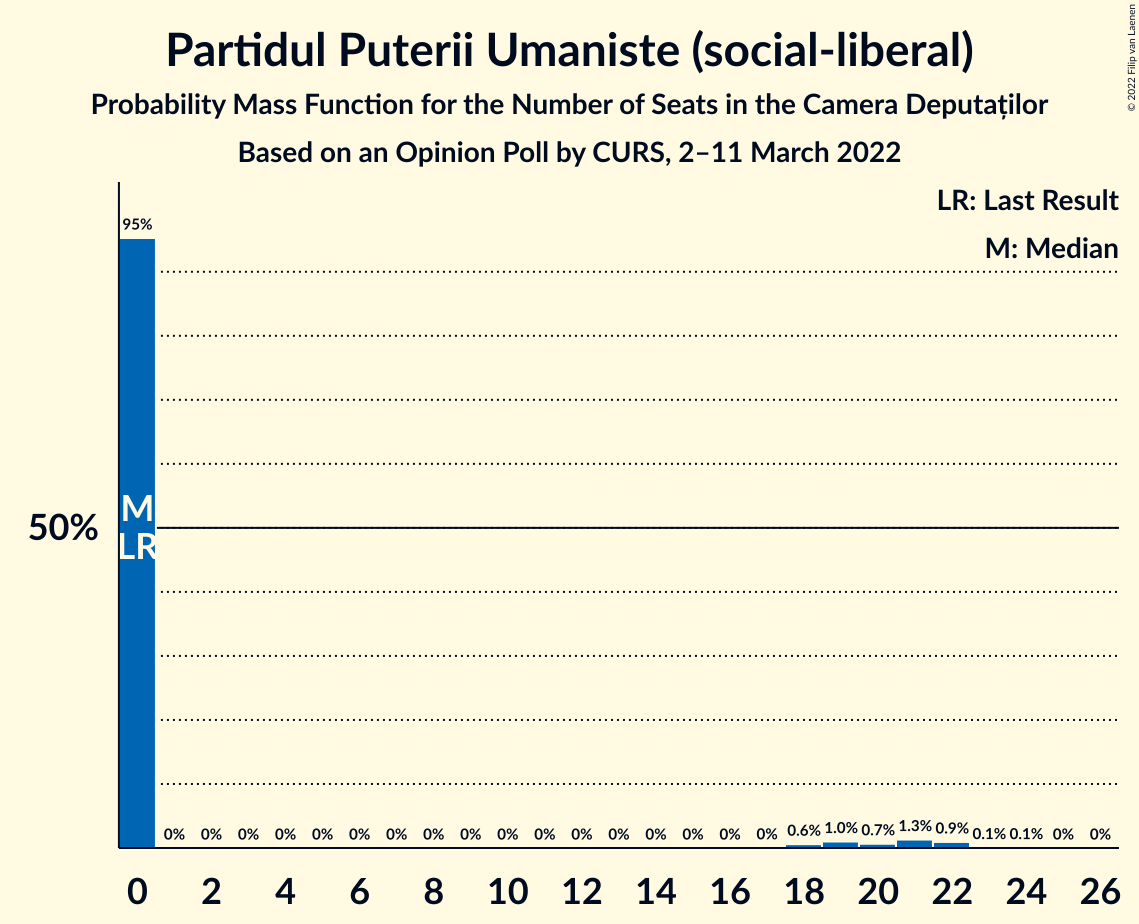 Partidul Puterii Umaniste (social-liberal)
Probability Mass Function for the Number of Seats in the Camera Deputaților
Based on an Opinion Poll by CURS, 2–11 March 2022
© 2022 Filip van Laenen
LR: Last Result
M: Median
95%
M
50%
LR
0% 0% 0% 0% 0% 0% 0% 0% 0% 0% 0% 0% 0% 0% 0% 0% 0% 0.6% 1.0% 0.7% 1.3% 0.9% 0.1% 0.1% 0% 0%
0 2 4 6 8 10 12 14 16 18 20 22 24 26